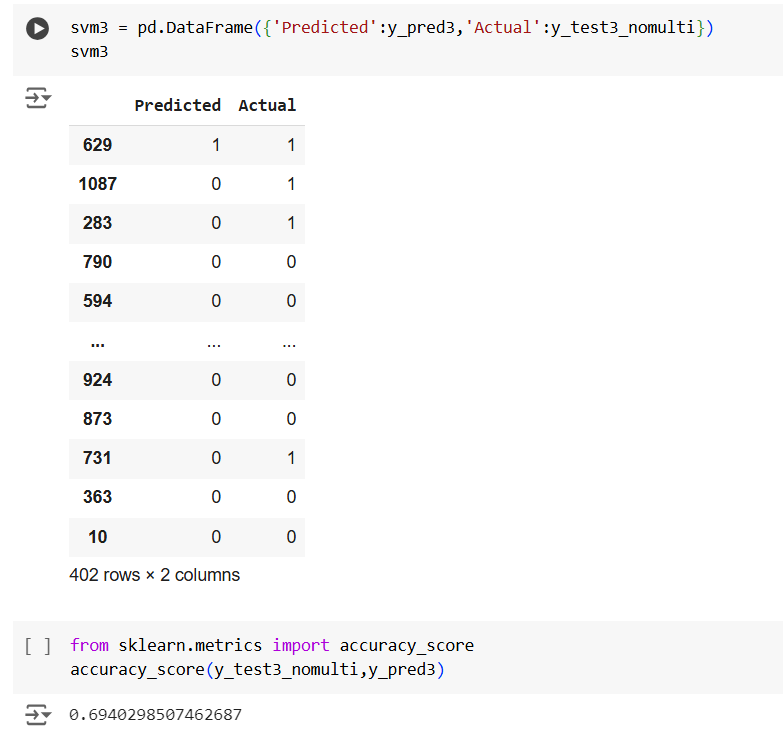 svm3 = pd.DataFrame({'Predicted':y_pred3,'Actual':y_test3_nomulti})
svm3
Predicted Actual
629 1 1
1087 0 1
283 0 1
790 0 0
594 0 0
... ... ...
924 0 0
873 0 0
731 0 1
363 0 0
10 0 0
402 rows × 2 columns
[ ] from sklearn.metrics import accuracy_score
accuracy_score(y_test3_nomulti,y_pred3)
0.6940298507462687